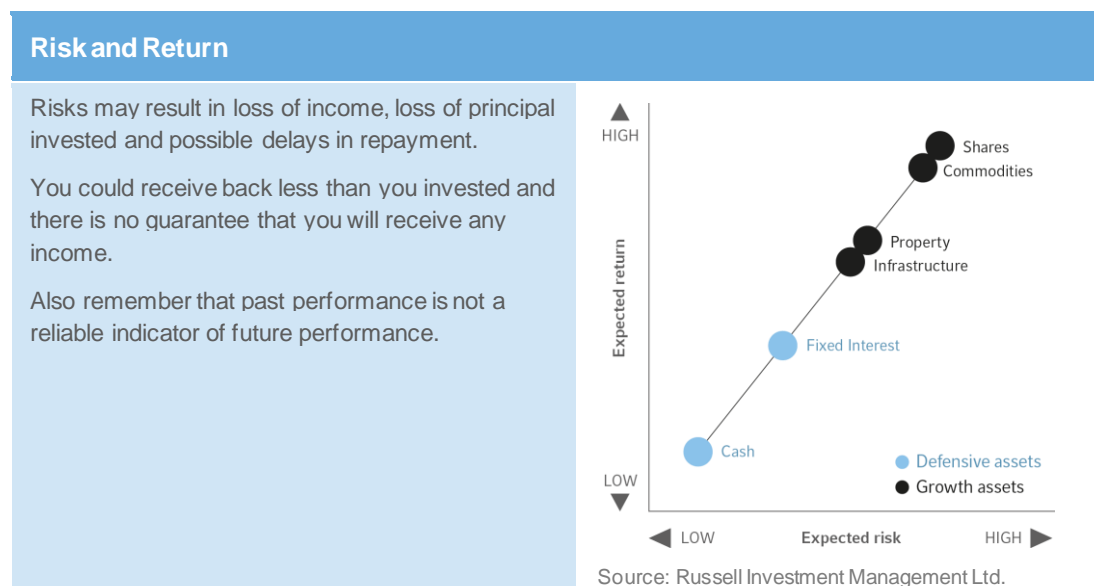 Risk and Return
Risks may result in loss of income, loss of principal
invested and possible delays in repayment.
You could receive back less than you invested and
there is no guarantee that you will receive any
income.
Also remember that past performance is not a
reliable indicator of future performance.
HIGH
Shares
Commodities
Property
Infrastructure
Expected return
Fixed Interest
Cash
Defensive assets
LOW
Growth assets
LOW
Expected risk
HIGH
Source: Russell Investment Management Ltd.